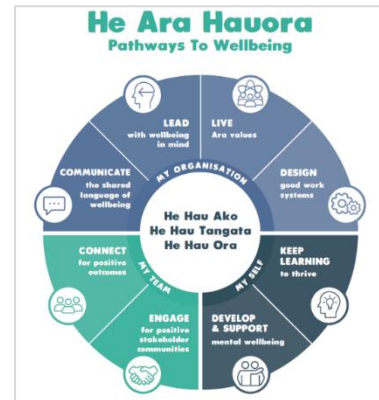 He Ara Hauora
Pathways To Wellbeing
LEAD
with wellbeing
in mind
LIVE
Ara values
COMMUNICATE
the shared
language of
wellbeing
MY ORGANISATION
DESIGN
good work
systems
He Hau Ako
He Hau Tangata
He Hau Ora
CONNECT
for positive
outcomes
MY TEAM
MY SELF
KEEP
LEARNING
to thrive
ENGAGE
for positive
stakeholder
communities
DEVELOP
& SUPPORT
mental wellbeing